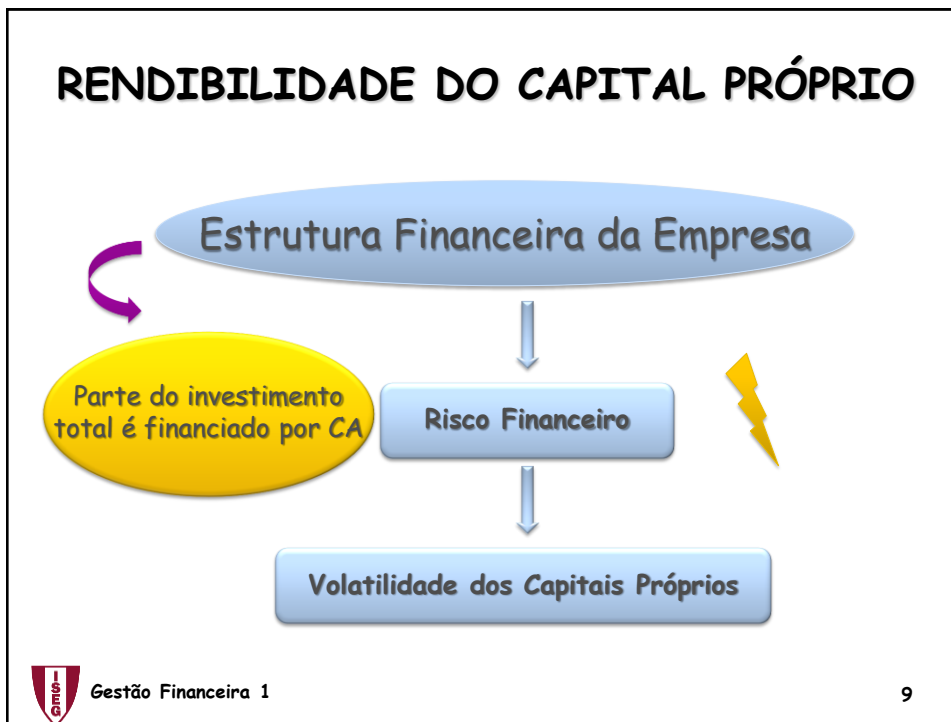 RENDIBILIDADE DO CAPITAL PRÓPRIO
Estrutura Financeira da Empresa
Parte do investimento
total é financiado por CA
Risco Financeiro
Volatilidade dos Capitais Próprios
ISEG
Gestão Financeira 1
9